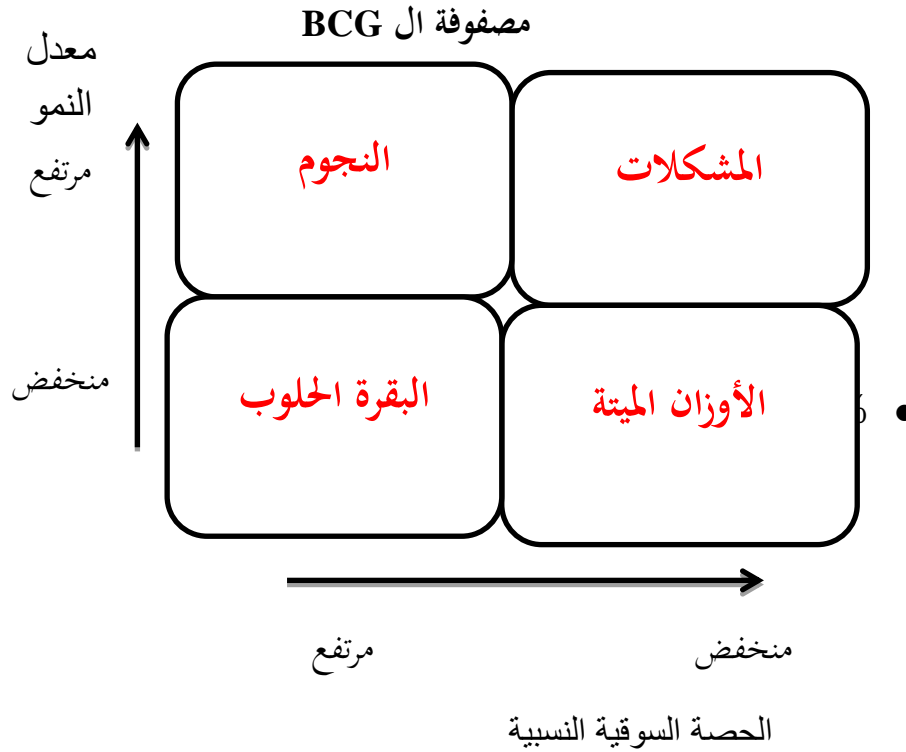 مصفوفة ال BCG
معدل
النمو
مرتفع
منخفض
المشكلات
النجوم
الأوزان الميتة
البقرة الحلوب
منخفض
مرتفع
الحصة السوقية النسبية